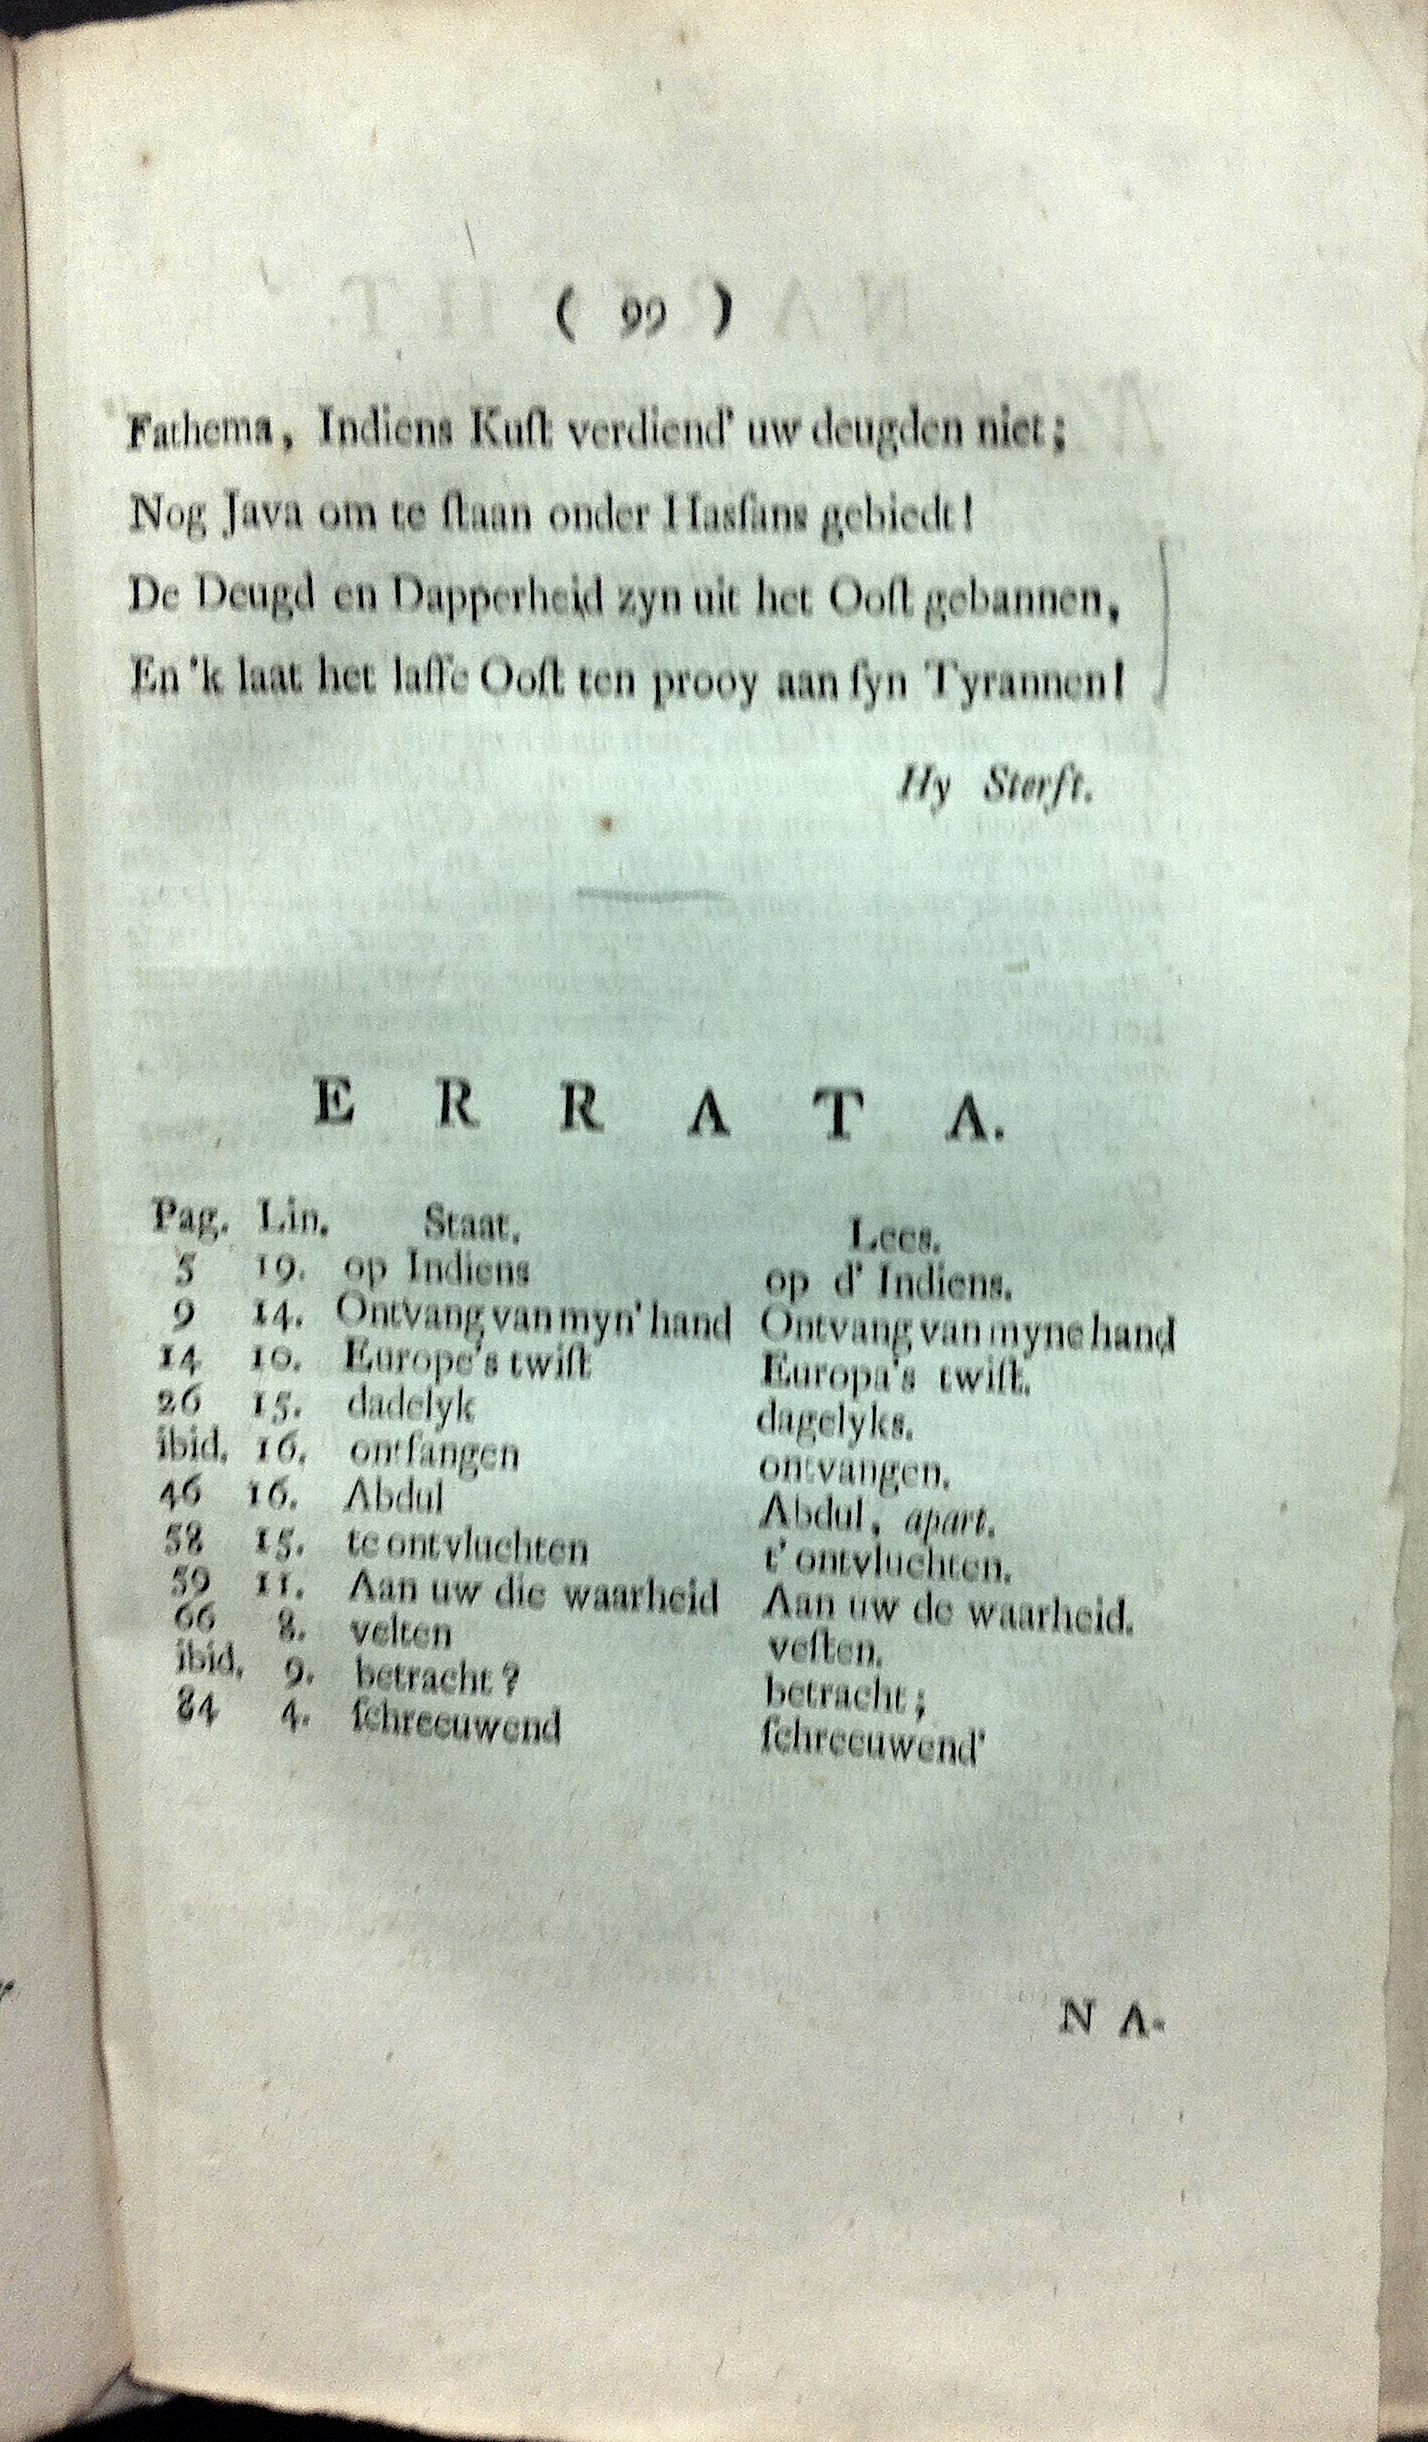 ( 99 )
Fathema, Indiens Kuſt verdiend' uw deugden niet;
Nog Java om te ſtaan onder Hasſans gebiedt!
De Deugd en Dapperheid zyn uit het Ooſt gebannen,
En 'k laat het laſſe Ooſt ten prooy aan ſyn Tyrannen!
Hy Sterft.
E R R A T A.
Pag. Lin. Staat. Lees.
5 19. op Indiens op d' Indiens.
9 14. Ontvang van myn' hand Ontvang van myne hand
14 10. Europe's twiſt Europa's twiſt.
26 15. dadelyk dagelyks.
ibid. 16. ontfangen ontvangen.
46 16. Abdul Abdul, apart.
58 15. te ontvluchten t' ontvluchten.
59 11. Aan uw die waarheid Aan uw de waarheid.
66 8. velten veſten.
ibid. 9. betracht? betracht;
84 4. ſchreeuwend ſchreeuwend'
N A-